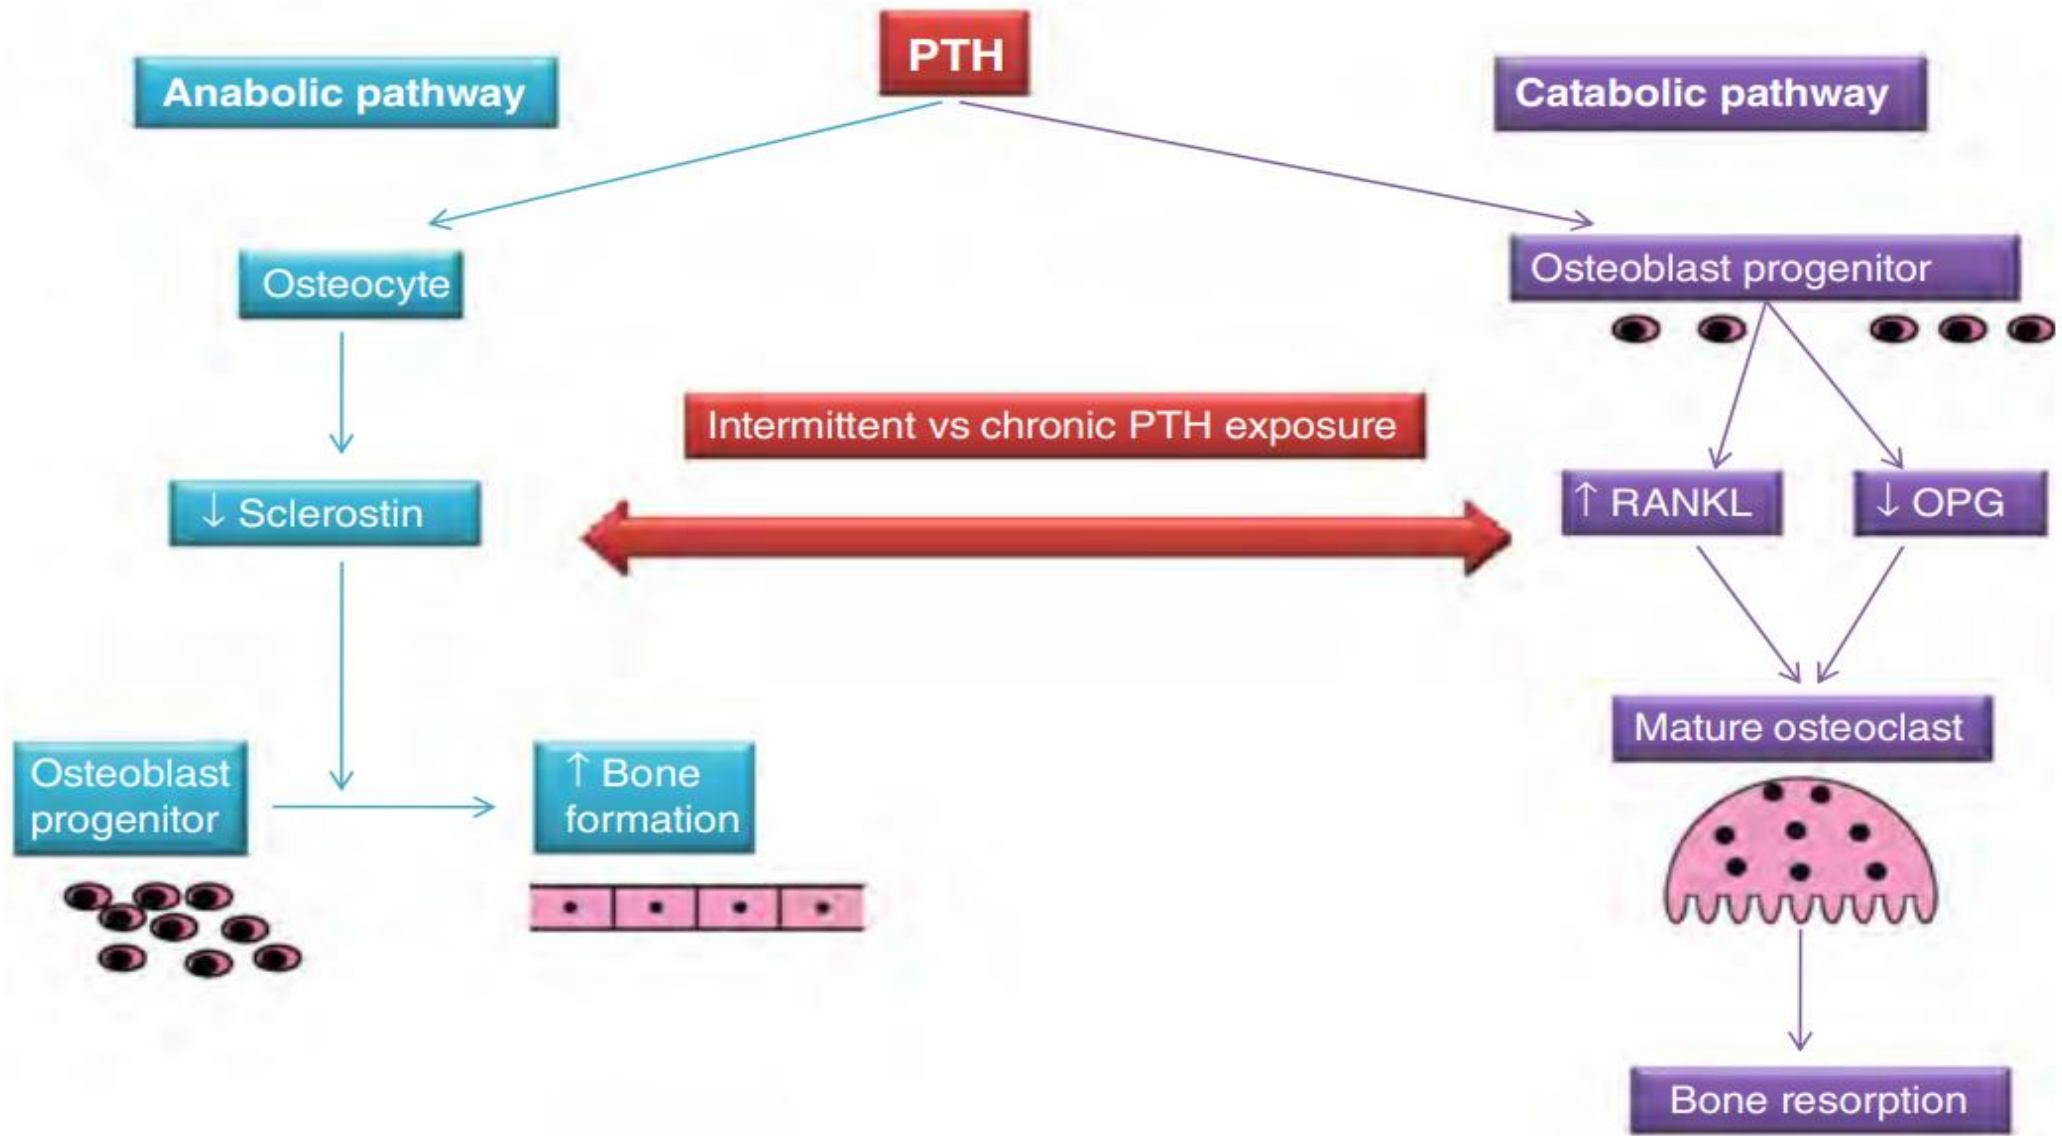 PTH
Anabolic pathway
Catabolic pathway
Osteocyte
Osteoblast progenitor
Intermittent vs chronic PTH exposure
↓ Sclerostin
↑ RANKL
↓ OPG
Mature osteoclast
Osteoblast
progenitor
↑ Bone
formation
Bone resorption